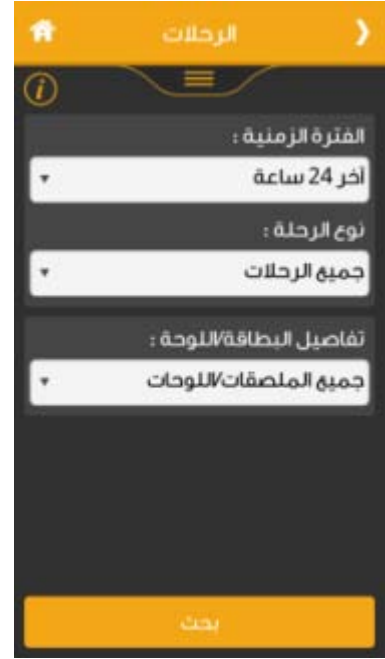 الرحلات
i
الفترة الزمنية :
آخر 24 ساعة
نوع الرحلة :
جميع الرحلات
تفاصيل البطاقة/اللوحة :
جميع الملصقات/اللوحات
بحث